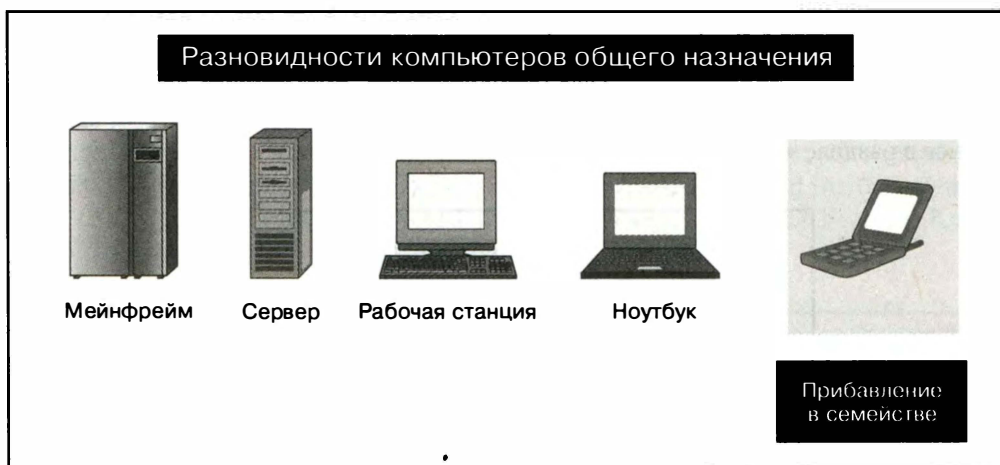 Разновидности компьютеров общего назначения
Мейнфрейм
Сервер
Рабочая станция
Ноутбук
Прибавление
в семействе